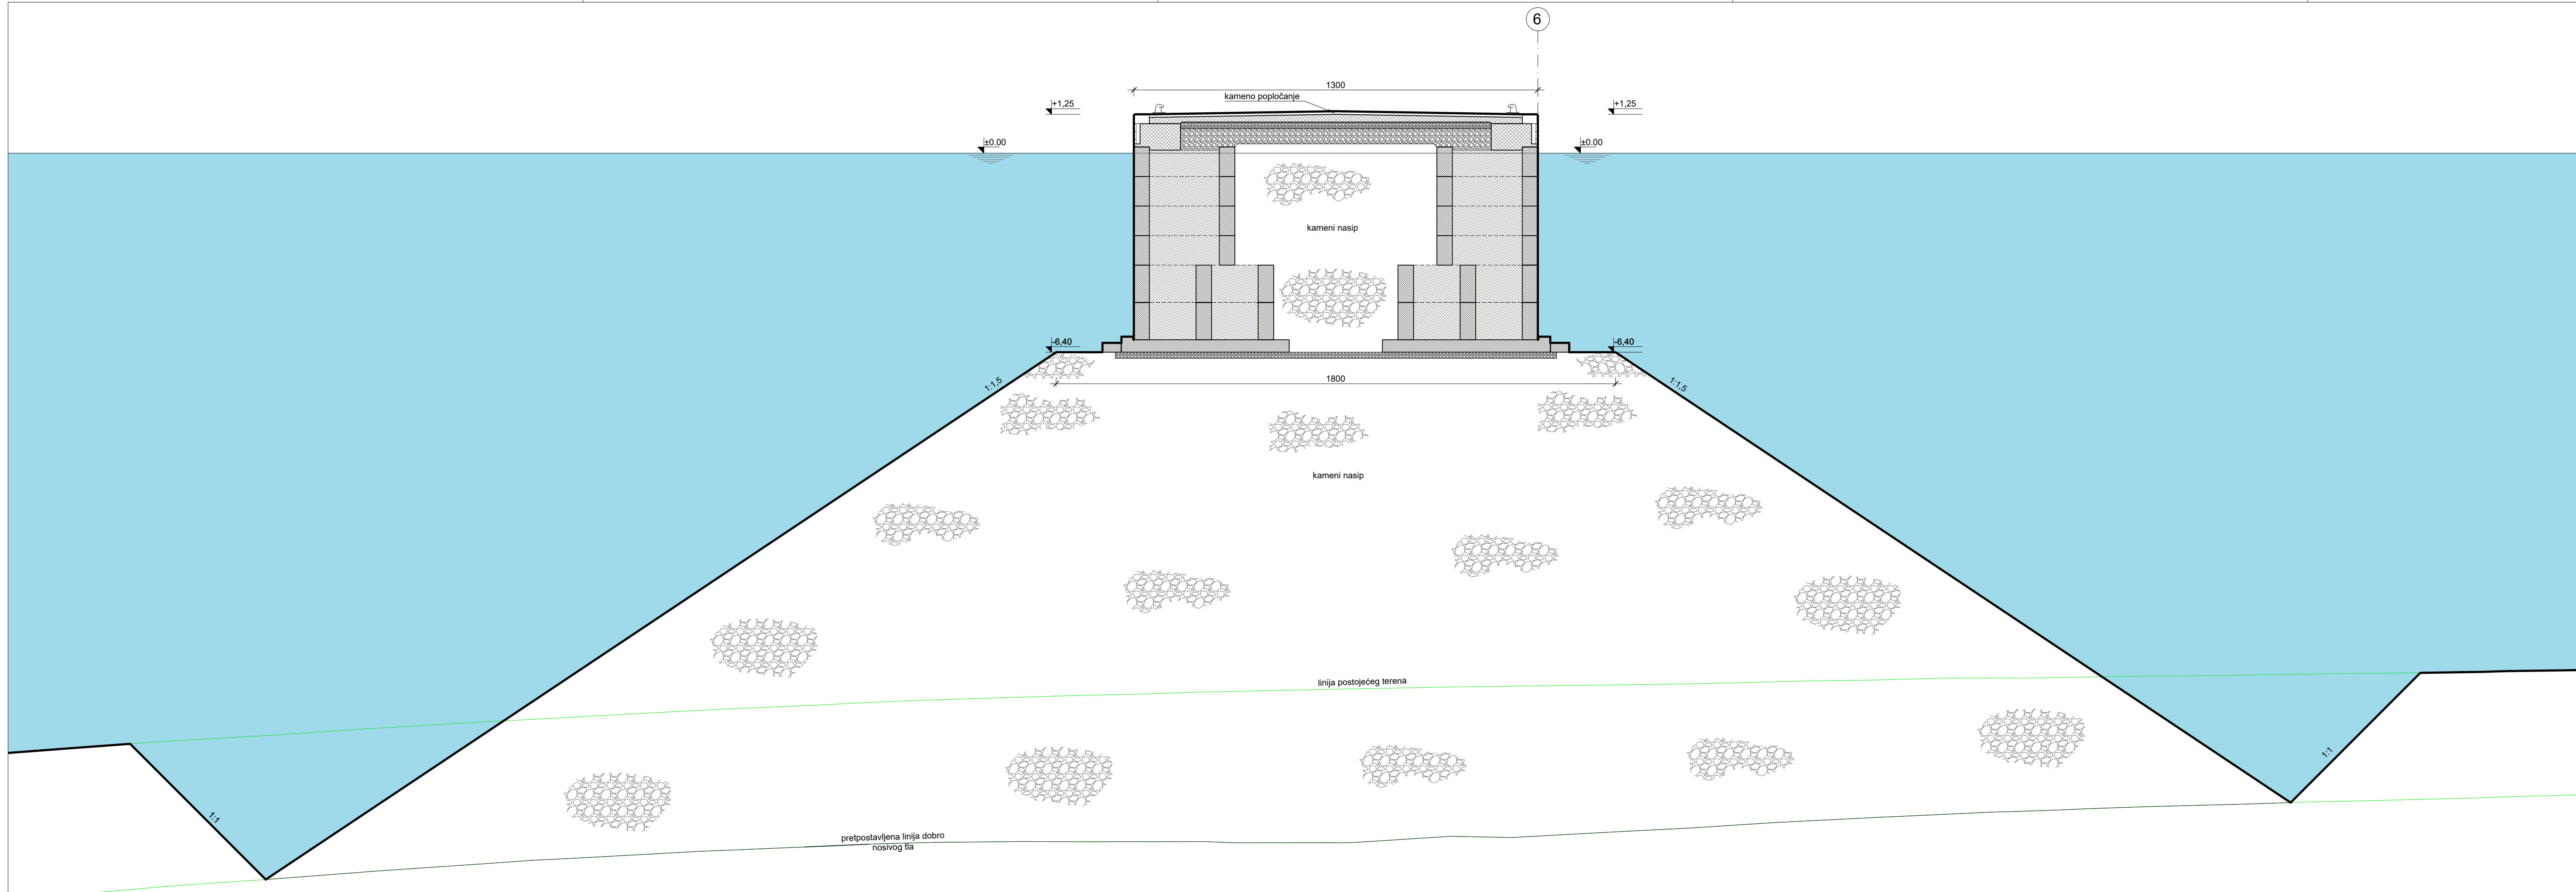 6
1300
kameno popločanje
+1,25
+1,25
±0.00
±0.00
kameni nasip
-6,40
-6,40
1800
1:1,5
1:1,5
kameni nasip
linija postojećeg terena
1:1
1:1
pretpostavljena linija dobro
nosivog tla